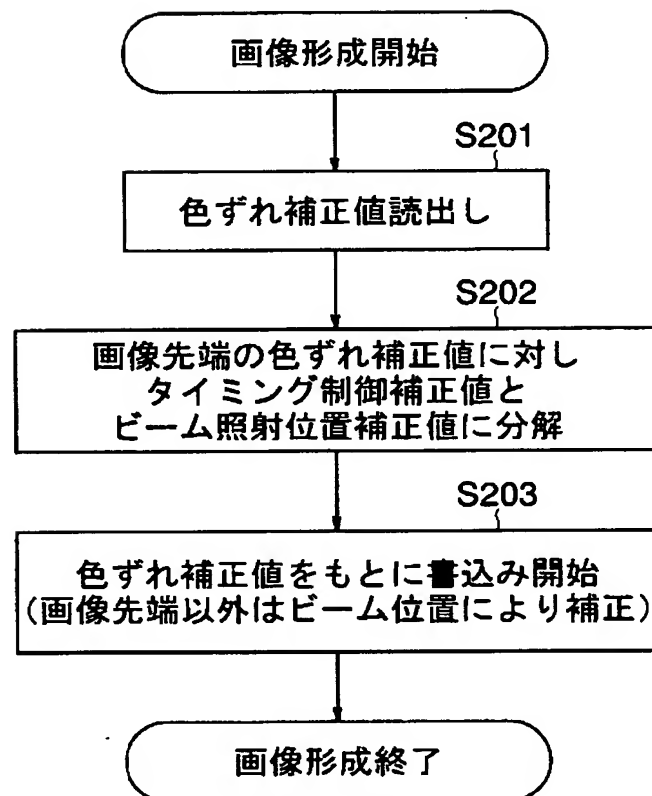 画像形成開始
S201
色ずれ補正値読出し
S202
画像先端の色ずれ補正値に対し
タイミング制御補正値と
ビーム照射位置補正値に分解
S203
色ずれ補正値をもとに書込み開始
(画像先端以外はビーム位置により補正)
画像形成終了